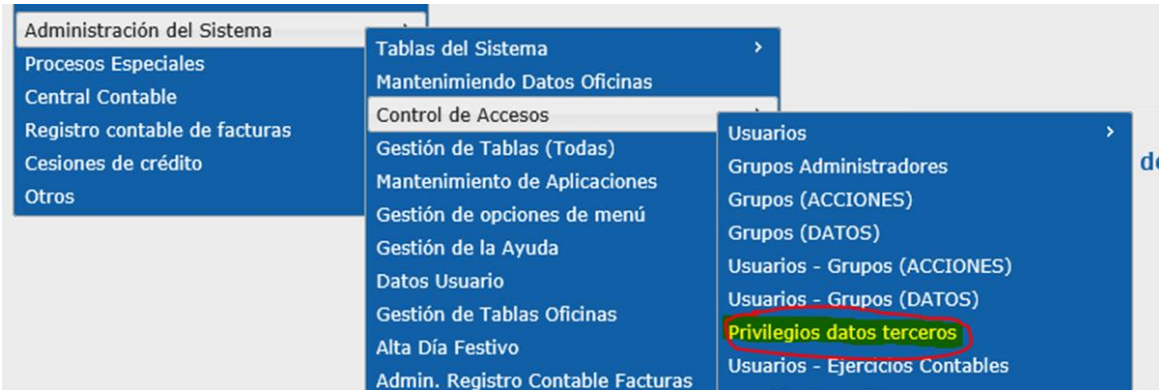 Administración del Sistema
Procesos Especiales
Central Contable
Registro contable de facturas
Cesiones de crédito
Otros
Tablas del Sistema
Mantenimiendo Datos Oficinas
Control de Accesos
Gestión de Tablas (Todas)
Mantenimiento de Aplicaciones
Gestión de opciones de menú
Gestión de la Ayuda
Datos Usuario
Gestión de Tablas Oficinas
Alta Día Festivo
Admin. Registro Contable Facturas
Usuarios
Grupos Administradores
Grupos (ACCIONES)
Grupos (DATOS)
Usuarios - Grupos (ACCIONES)
Usuarios - Grupos (DATOS)
Privilegios datos terceros
Usuarios - Ejercicios Contables